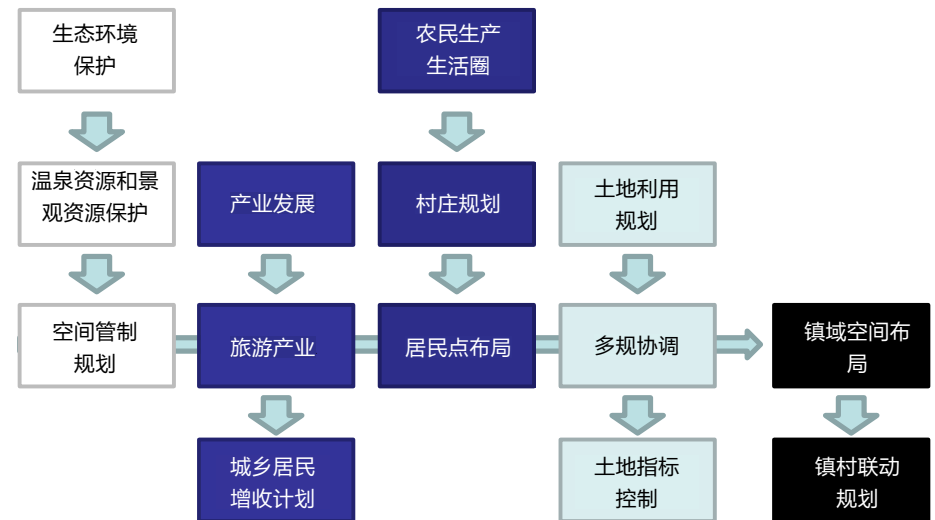 生态环境
保护
农民生产
生活圈
温泉资源和景
观资源保护
产业发展
村庄规划
土地利用
规划
空间管制
规划
旅游产业
居民点布局
多规协调
镇域空间布
局
城乡居民
增收计划
土地指标
控制
镇村联动
规划